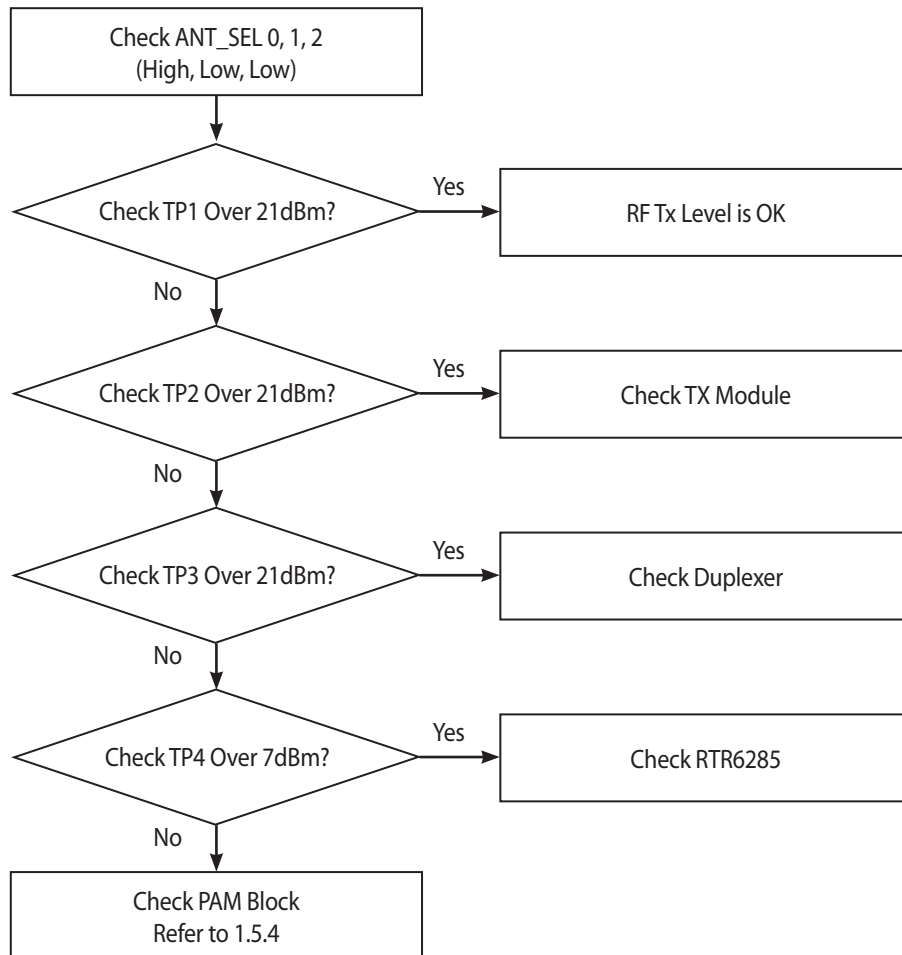 Check ANT_SEL 0, 1, 2
(High, Low, Low)
Check TP1 Over 21dBm?
Yes
RF Tx Level is OK
No
Check TP2 Over 21dBm?
Yes
Check TX Module
No
Check TP3 Over 21dBm?
Yes
Check Duplexer
No
Check TP4 Over 7dBm?
Yes
Check RTR6285
No
Check PAM Block
Refer to 1.5.4